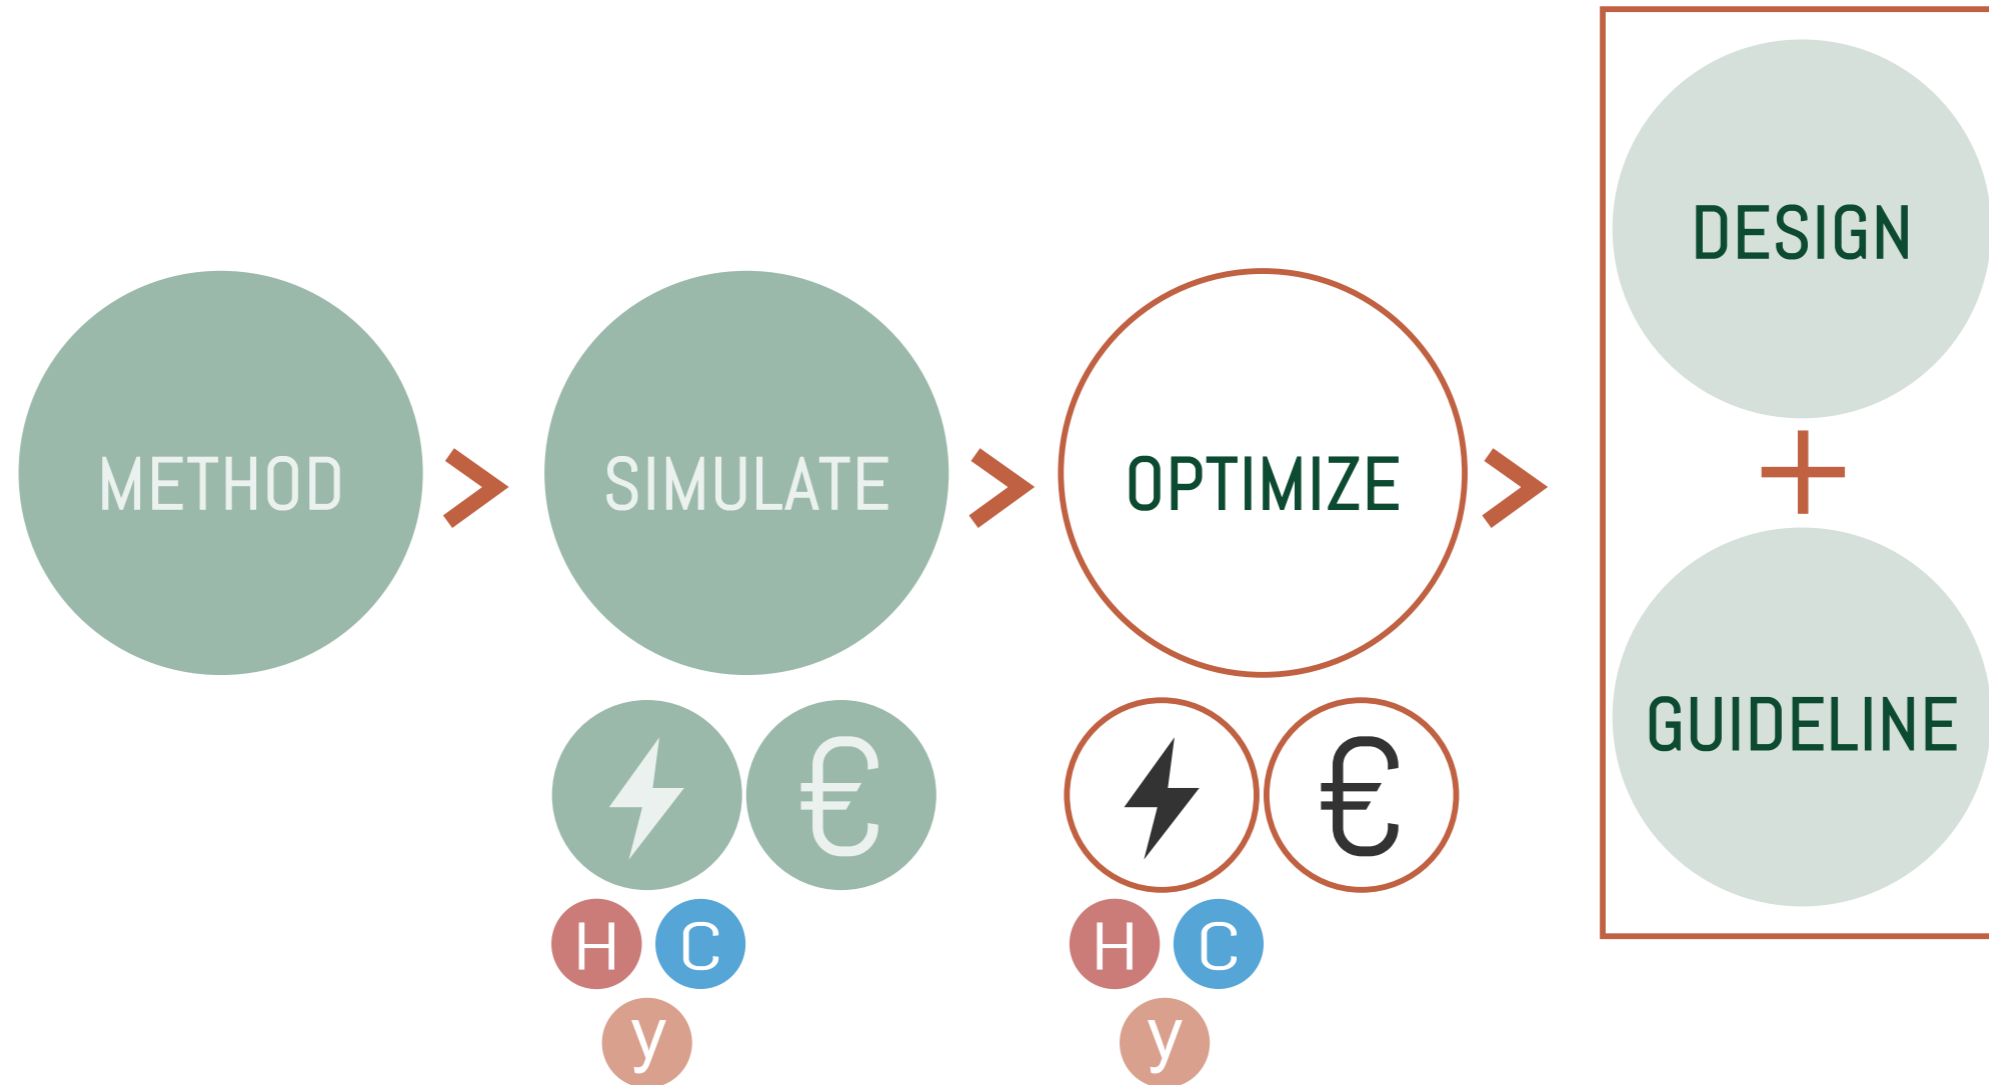 METHOD > SIMULATE > OPTIMIZE >
DESIGN
+
GUIDELINE
€
H C
y
€
H C
y